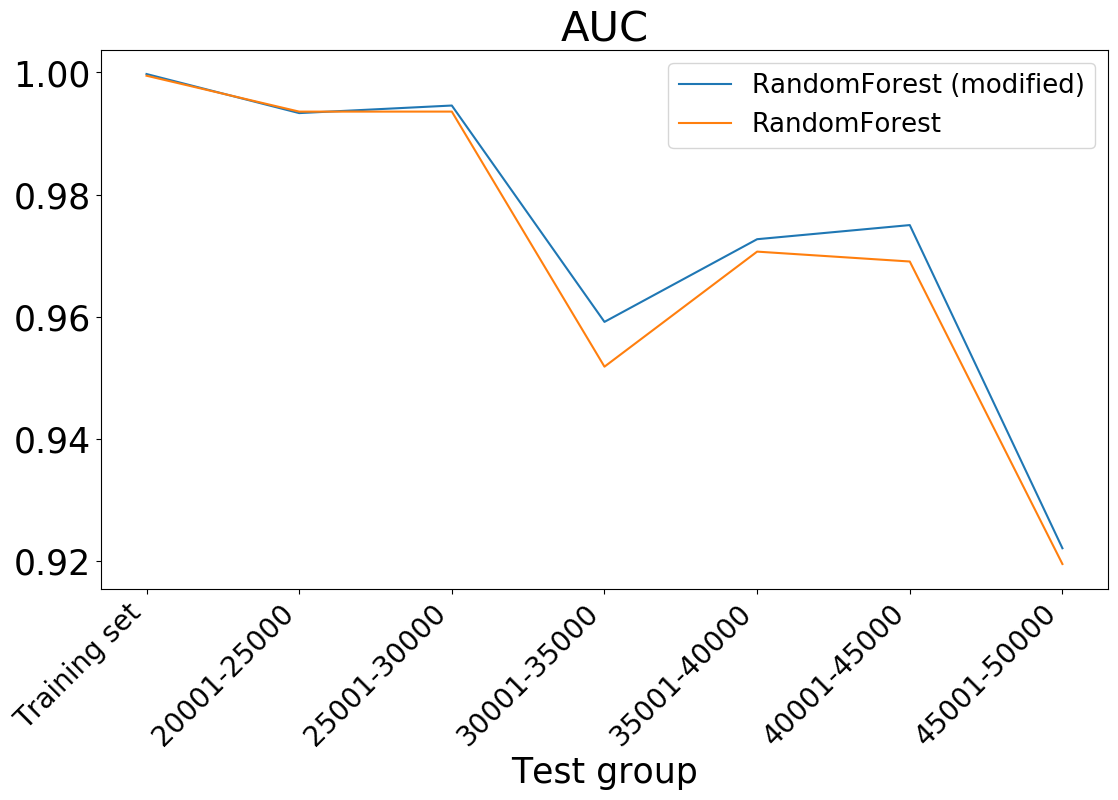 AUC
RandomForest (modified)
RandomForest
1.00
0.98
0.96
0.94
0.92
Training set
20001-25000
25001-30000
30001-35000
35001-40000
40001-45000
45001-50000
Test group